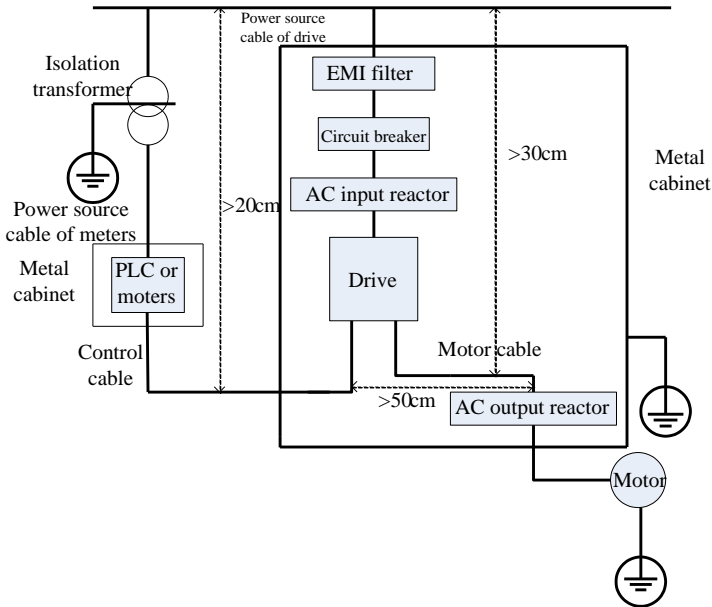 Power source
cable of drive
Isolation
transformer
EMI filter
Circuit breaker
>30cm
Metal
cabinet
AC input reactor
>20cm
Power source
cable of meters
Metal
cabinet
PLC or
moters
Drive
Control
cable
Motor cable
>50cm
AC output reactor
Motor